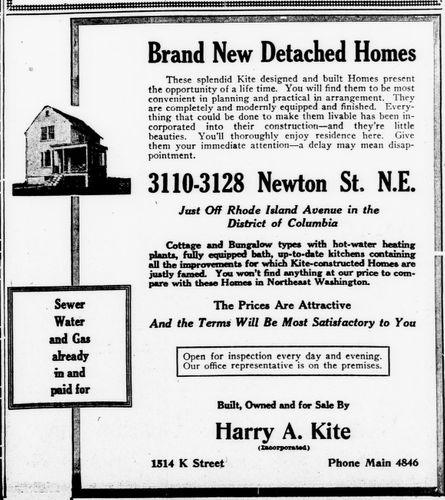 Brand New Detached Homes
These splendid Kite designed and built Homes present
the opportunity of a life time. You will find them to be most
convenient in planning and practical in arrangement. They
are completely and modernly equipped and finished. Every-
thing that could be done to make them livable has been in-
corporated into their construction—and they're little
beauties. You'll thoroughly enjoy residence here. Give
them your immediate attention—a delay may mean disap-
pointment.
3110-3128 Newton St. N.E.
Just Off Rhode Island Avenue in the
District of Columbia
Cottage and Bungalow types with hot-water heating
plants, fully equipped bath, up-to-date kitchens containing
all the improvements for which Kite-constructed Homes are
justly famed. You won't find anything at our price to com-
pare with these Homes in Northeast Washington.
Sewer
Water
and Gas
already
in and
paid for
The Prices Are Attractive
And the Terms Will Be Most Satisfactory to You
Open for inspection every day and evening.
Our office representative is on the premises.
Built, Owned and for Sale By
Harry A. Kite
(Incorporated)
1514 K Street Phone Main 4846